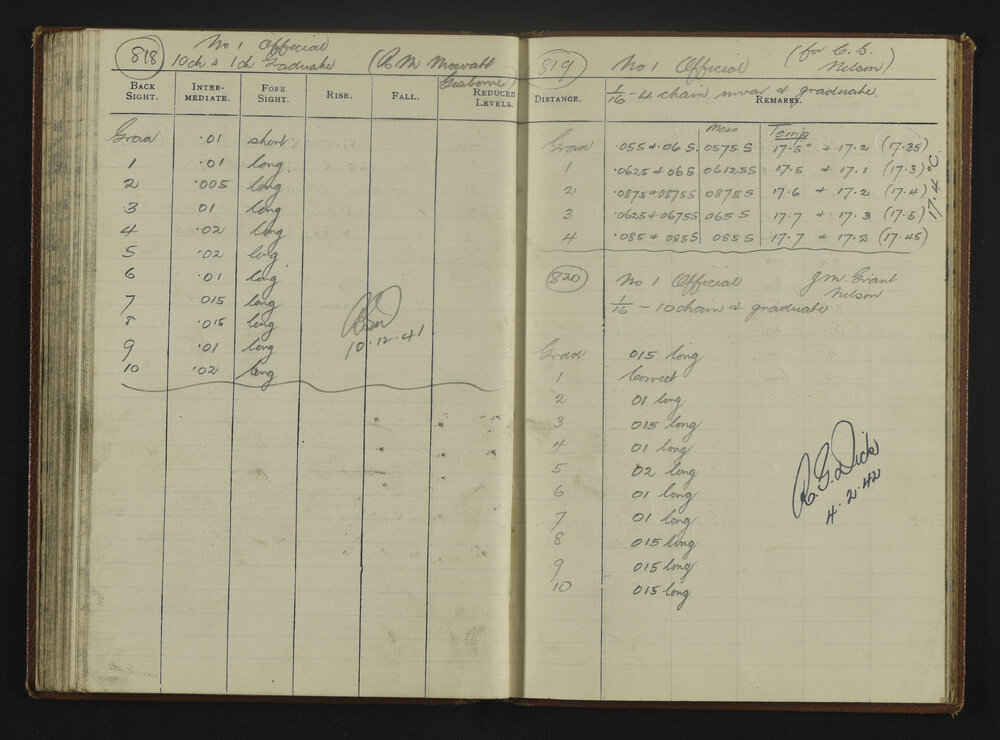 818
No 1 Official
10ch & 1ch Graduate (R M Mowatt
Gisborne)
BACK SIGHT. INTER-MEDIATE. FORE SIGHT. RISE. FALL. REDUCED LEVELS.
Grad .01 short
1 .01 long
2 .005 long
3 01 long
4 .02 long
5 .02 long
6 .01 long
7 015 long
8 .015 long
9 .01 long
10 .02 long
10.12.41
819
No 1 Official (for C.S.
Nelson)
1/16 - 4 chain invar & graduate.
DISTANCE. REMARKS.
Mean Temp
Grad .055 & .06 S. 0575 S 17.5° & 17.2 (17.35)
1 .0625 & 06 S 06125 S 17.5 & 17.1 (17.3)
2 .0875 & 0875 S 0875 S 17.6 & 17.2 (17.4)
3 .0625 & 0675 S 065 S 17.7 & 17.3 (17.5)
4 .085 & 085 S 085 S 17.7 & 17.2 (17.45)
17.4°C.
820
No 1 Official J.M. Grant
Nelson
1/16 - 10 chain & graduate
Grad 015 long
1 Correct
2 01 long
3 015 long
4 01 long
5 02 long
6 01 long
7 01 long
8 015 long
9 015 long
10 015 long
R.G. Dick
4.2.42